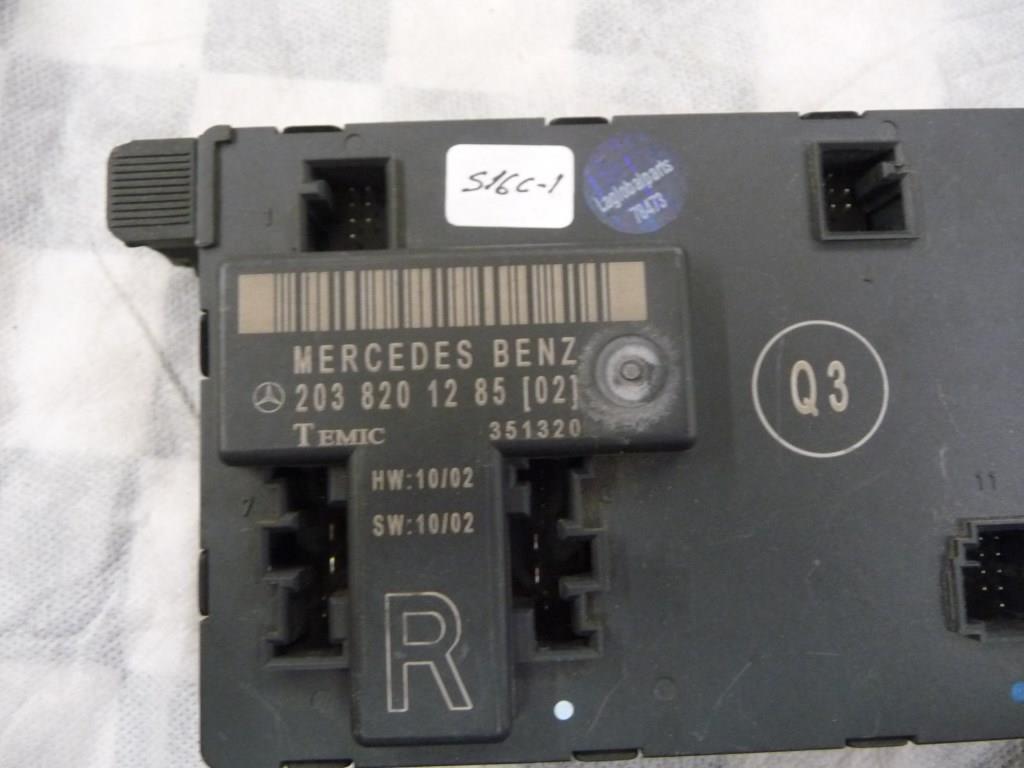 S16C-1
Laglobalparts
78473
1
MERCEDES BENZ
203 820 12 85 [02]
TEMIC 351320
Q3
HW:10/02
SW:10/02
7
11
R